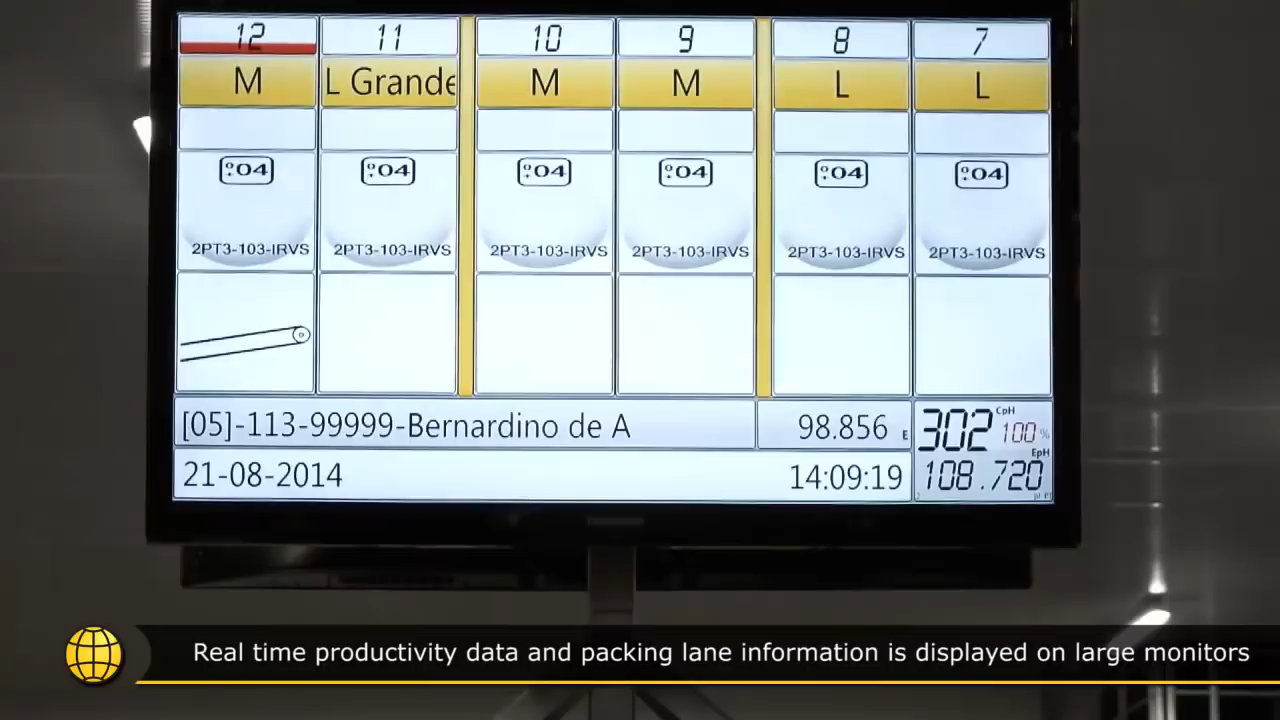 12 11 10 9 8 7
M L Grande M M L L
04 04 04 04 04 04
2PT3-103-IRVS 2PT3-103-IRVS 2PT3-103-IRVS 2PT3-103-IRVS 2PT3-103-IRVS 2PT3-103-IRVS
[05]-113-99999-Bernardino de A 98.856 E 302 CpH 100 %
21-08-2014 14:09:19 108.720 EpH
Real time productivity data and packing lane information is displayed on large monitors